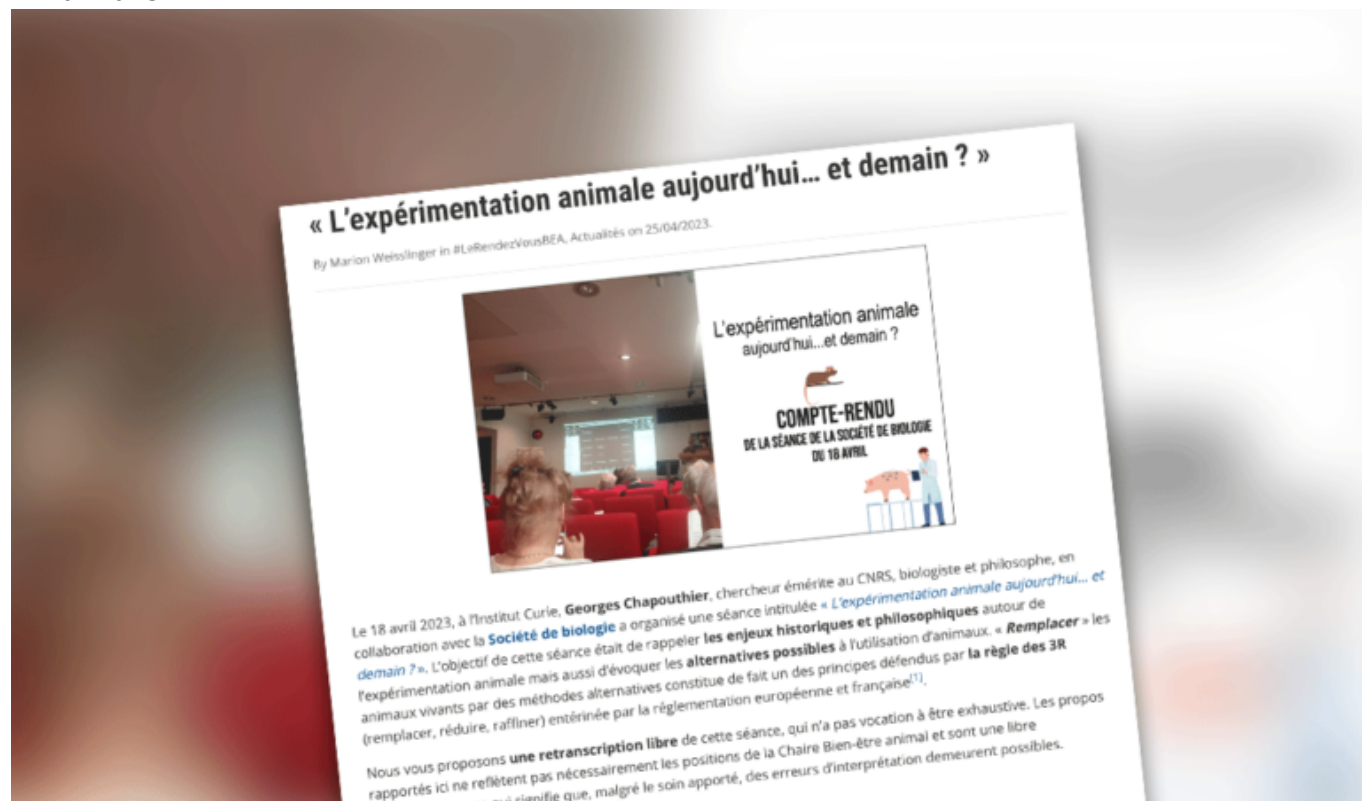 « L'expérimentation animale aujourd'hui... et demain ? »
By Marion Weisslinger in #LeRendezVousBEA, Actualités on 25/04/2023.
L'expérimentation animale
aujourd'hui...et demain ?
COMPTE-RENDU
DE LA SÉANCE DE LA SOCIÉTÉ DE BIOLOGIE
DU 18 AVRIL
Le 18 avril 2023, à l'Institut Curie, Georges Chapouthier, chercheur émérite au CNRS, biologiste et philosophe, en
collaboration avec la Société de biologie a organisé une séance intitulée « L'expérimentation animale aujourd'hui... et
demain ? ». L'objectif de cette séance était de rappeler les enjeux historiques et philosophiques autour de
l'expérimentation animale mais aussi d'évoquer les alternatives possibles à l'utilisation d'animaux. « Remplacer » les
animaux vivants par des méthodes alternatives constitue de fait un des principes défendus par la règle des 3R
(remplacer, réduire, raffiner) entérinée par la réglementation européenne et française[1].
Nous vous proposons une retranscription libre de cette séance, qui n'a pas vocation à être exhaustive. Les propos
rapportés ici ne reflètent pas nécessairement les positions de la Chaire Bien-être animal et sont une libre
qui signifie que, malgré le soin apporté, des erreurs d'interprétation demeurent possibles.